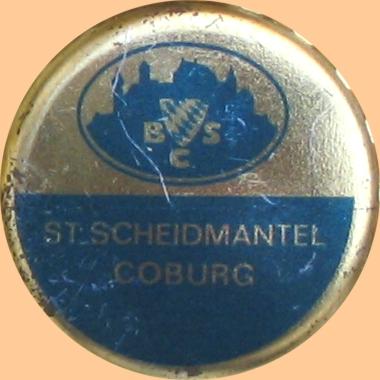 B S
C
ST. SCHEIDMANTEL
COBURG